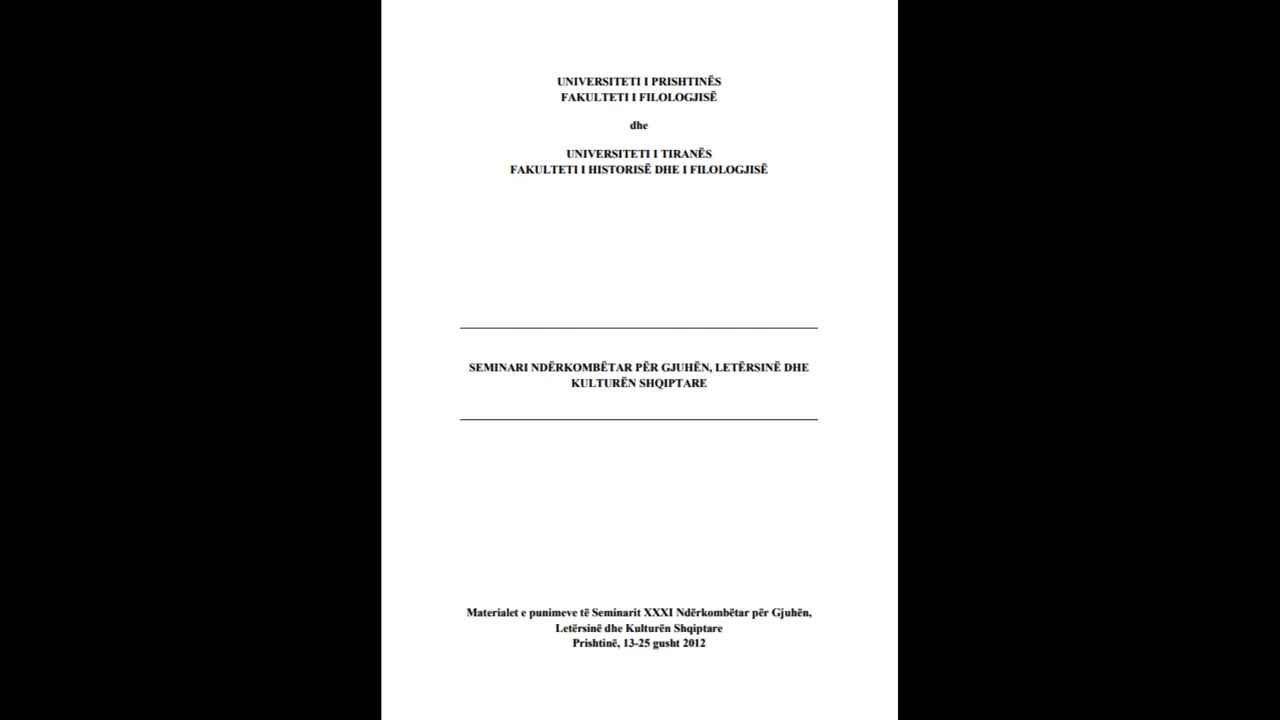 UNIVERSITETI I PRISHTINËS
FAKULTETI I FILOLOGJISË
dhe
UNIVERSITETI I TIRANËS
FAKULTETI I HISTORISË DHE I FILOLOGJISË
SEMINARI NDËRKOMBËTAR PËR GJUHËN, LETËRSINË DHE
KULTURËN SHQIPTARE
Materialet e punimeve të Seminarit XXXI Ndërkombëtar për Gjuhën,
Letërsinë dhe Kulturën Shqiptare
Prishtinë, 13-25 gusht 2012